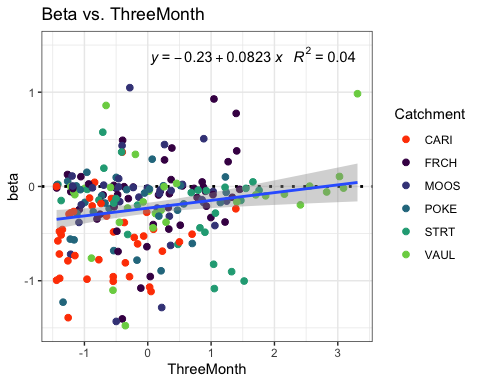 Beta vs. ThreeMonth
y = −0.23 + 0.0823 x R² = 0.04
1
0
-1
beta
-1 0 1 2 3
ThreeMonth
Catchment
CARI
FRCH
MOOS
POKE
STRT
VAUL